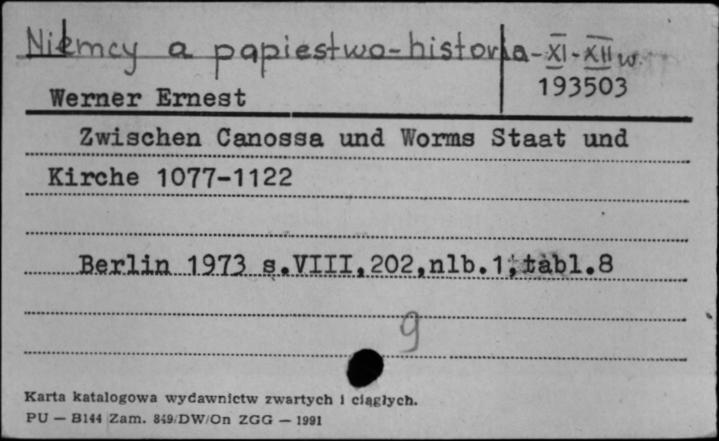 Niemcy a papiestwo-historia-XI-XII w.
193503
Werner Ernest
Zwischen Canossa und Worms Staat und
Kirche 1077-1122
Berlin 1973 s.VIII,202,nlb.1,tabl.8
9
Karta katalogowa wydawnictw zwartych i ciągłych.
PU — B144 Zam. 849/DW/On ZGG — 1991